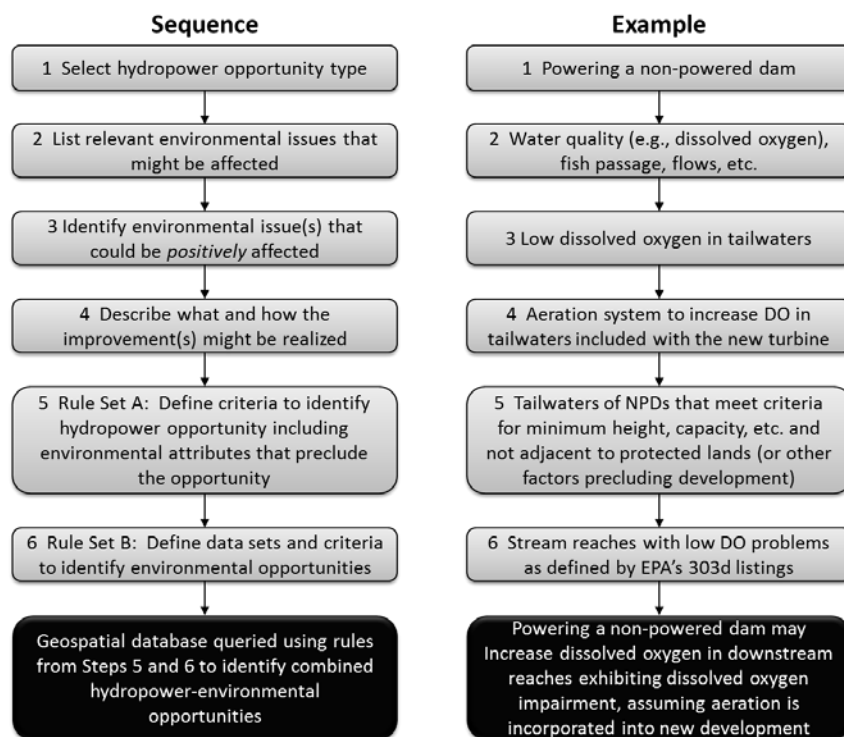 Sequence
1 Select hydropower opportunity type
2 List relevant environmental issues that
might be affected
3 Identify environmental issue(s) that
could be positively affected
4 Describe what and how the
improvement(s) might be realized
5 Rule Set A: Define criteria to identify
hydropower opportunity including
environmental attributes that preclude
the opportunity
6 Rule Set B: Define data sets and criteria
to identify environmental opportunities
Geospatial database queried using rules
from Steps 5 and 6 to identify combined
hydropower-environmental
opportunities
Example
1 Powering a non-powered dam
2 Water quality (e.g., dissolved oxygen),
fish passage, flows, etc.
3 Low dissolved oxygen in tailwaters
4 Aeration system to increase DO in
tailwaters included with the new turbine
5 Tailwaters of NPDs that meet criteria
for minimum height, capacity, etc. and
not adjacent to protected lands (or other
factors precluding development)
6 Stream reaches with low DO problems
as defined by EPA's 303d listings
Powering a non-powered dam may
Increase dissolved oxygen in downstream
reaches exhibiting dissolved oxygen
impairment, assuming aeration is
incorporated into new development